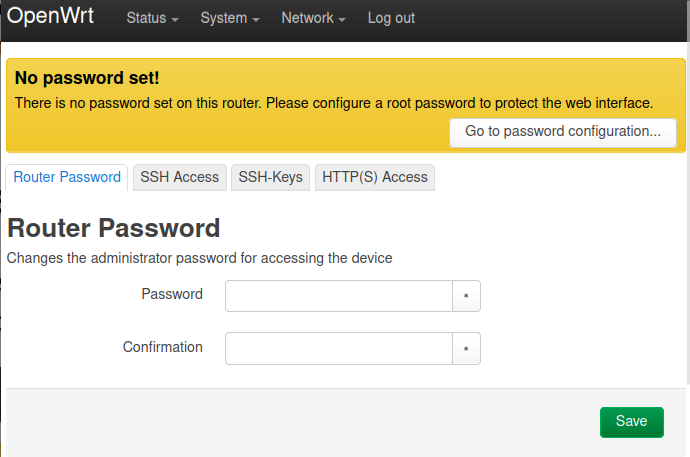 OpenWrt Status System Network Log out
No password set!
There is no password set on this router. Please configure a root password to protect the web interface.
Go to password configuration...
Router Password SSH Access SSH-Keys HTTP(S) Access
Router Password
Changes the administrator password for accessing the device
Password *
Confirmation *
Save